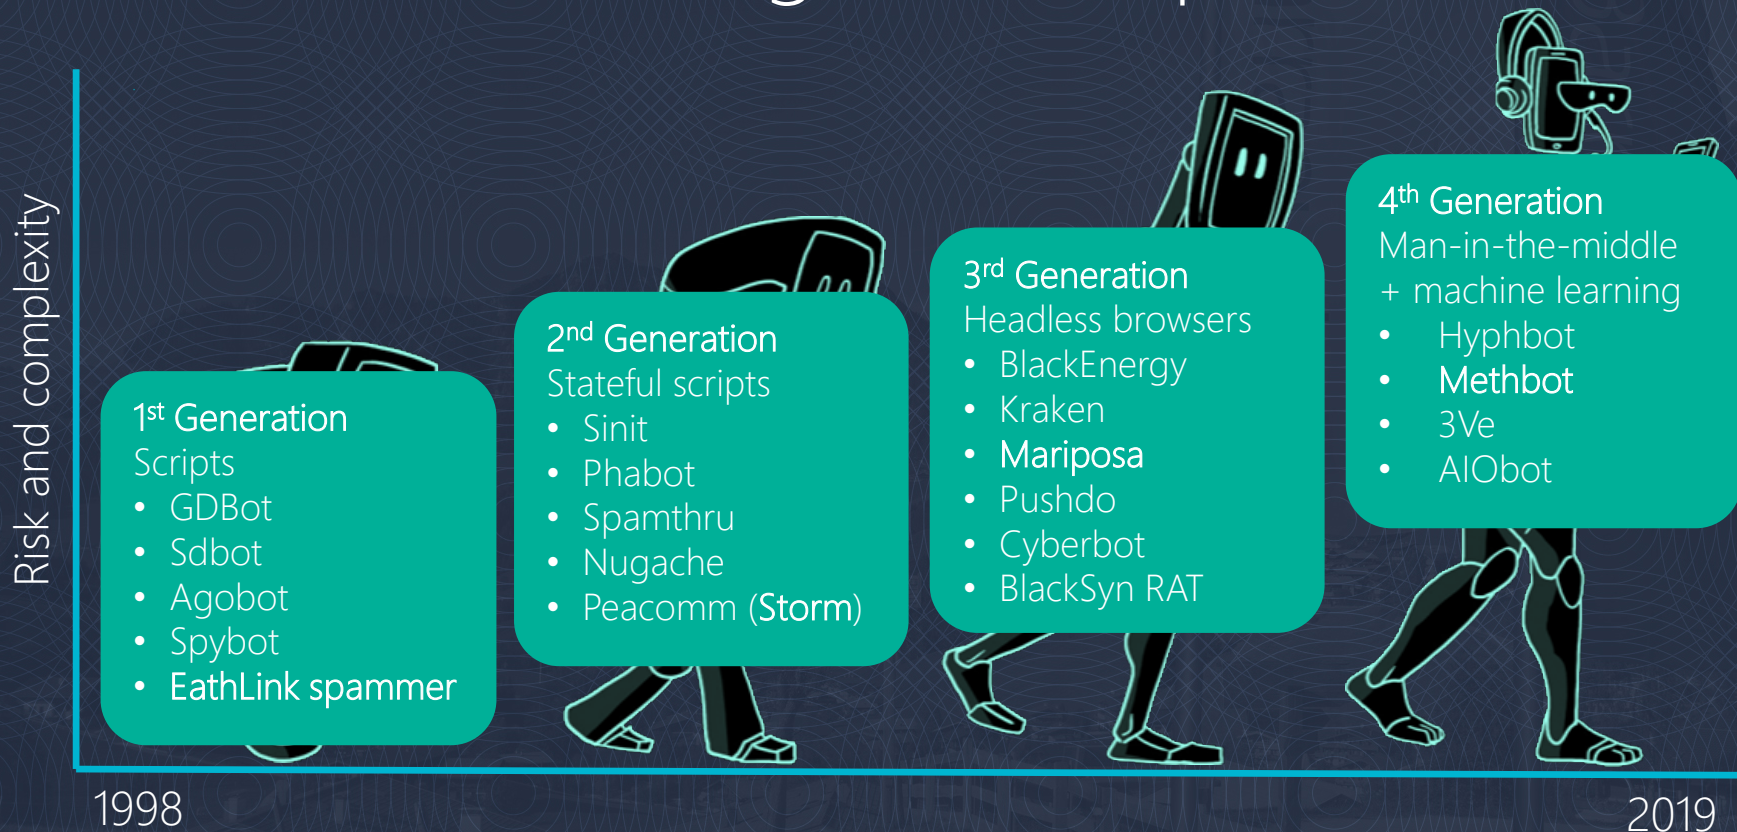 Risk and complexity
1st Generation
Scripts
• GDBot
• Sdbot
• Agobot
• Spybot
• EathLink spammer
2nd Generation
Stateful scripts
• Sinit
• Phabot
• Spamthru
• Nugache
• Peacomm (Storm)
3rd Generation
Headless browsers
• BlackEnergy
• Kraken
• Mariposa
• Pushdo
• Cyberbot
• BlackSyn RAT
4th Generation
Man-in-the-middle
+ machine learning
• Hyphbot
• Methbot
• 3Ve
• AIObot
1998
2019